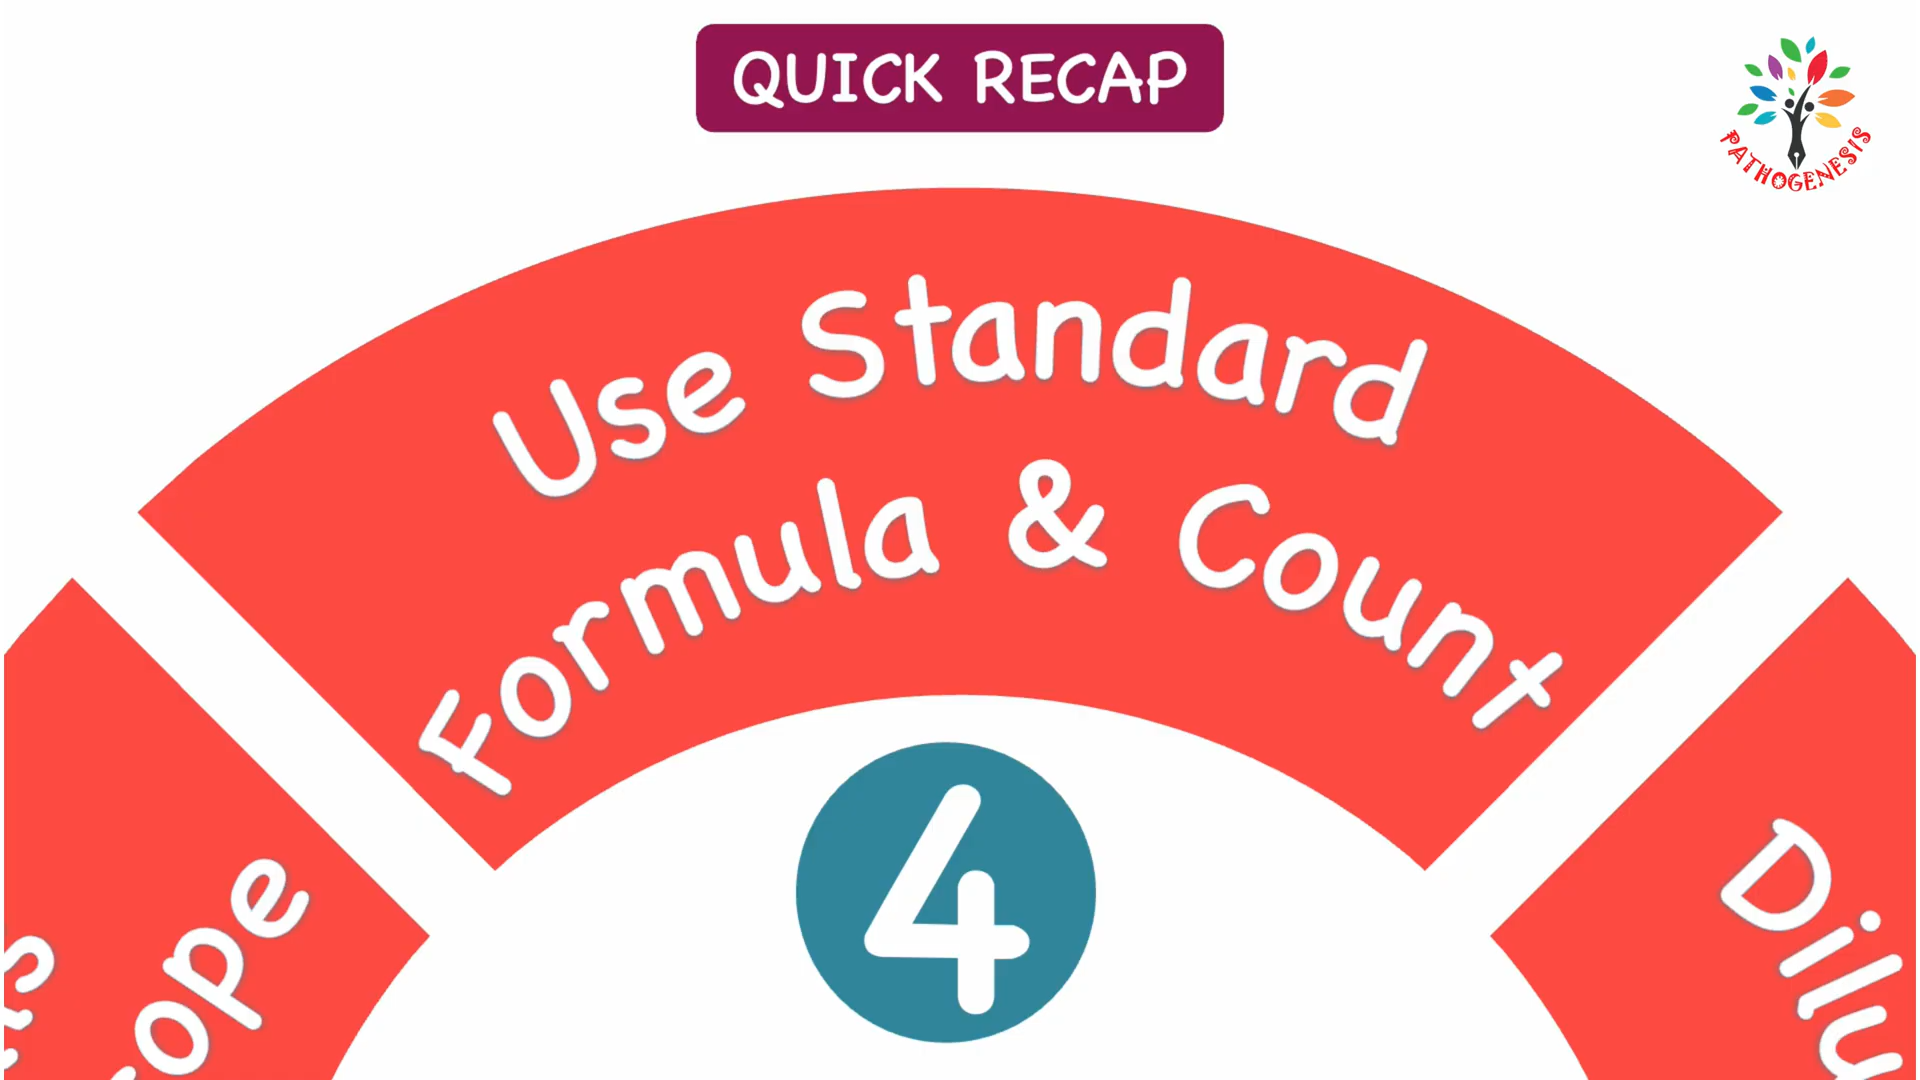 QUICK RECAP
PATHOGENESIS
Use Standard
Formula & Count
4